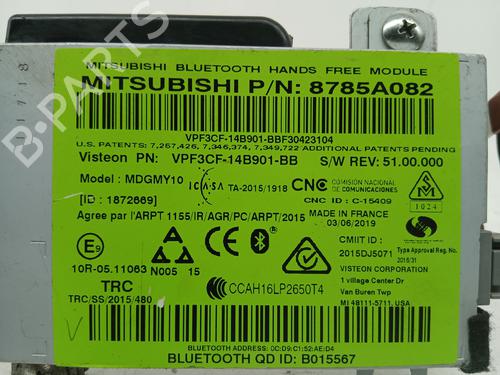 MITSUBISHI BLUETOOTH HANDS FREE MODULE
MITSUBISHI P/N: 8785A082
VPF3CF-14B901-BBF30423104
U.S. PATENTS: 7,257,426, 7,346,374, 7,349,722 ADDITIONAL PATENTS PENDING
Visteon PN: VPF3CF-14B901-BB S/W REV: 51.00.000
Model : MDGMY10
ICASA TA-2015/1918
CNC COMISIÓN NACIONAL DE COMUNICACIONES
[ID : 1872669]
CNC ID : C-15409
1024
Agree par l'ARPT 1155/IR/AGR/PC/ARPT/2015
MADE IN FRANCE
03/06/2019
E9
10R-05.11063
N005 15
CE
CMIIT ID :
2015DJ5071
Type Approval Reg. No.
VISTEON CORPORATION
1 village Center Dr
Van Buren Twp
MI 48111-5711, USA
TRC
TRC/SS/2015/480
CCAH16LP2650T4
BLUETOOTH ADDRESS: 0C:D9:C1:52:AE:D4
BLUETOOTH QD ID: B015567
B-PARTS